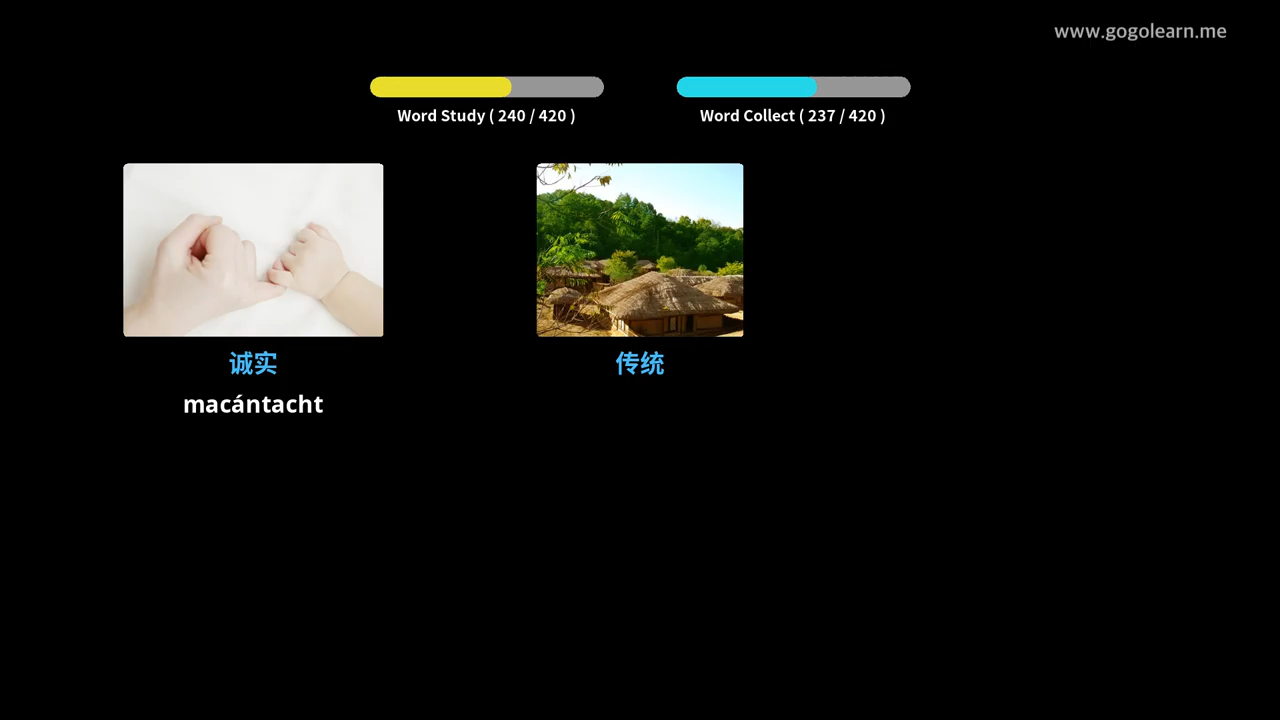 www.gogolearn.me
Word Study ( 240 / 420 )
Word Collect ( 237 / 420 )
诚实
传统
macántacht